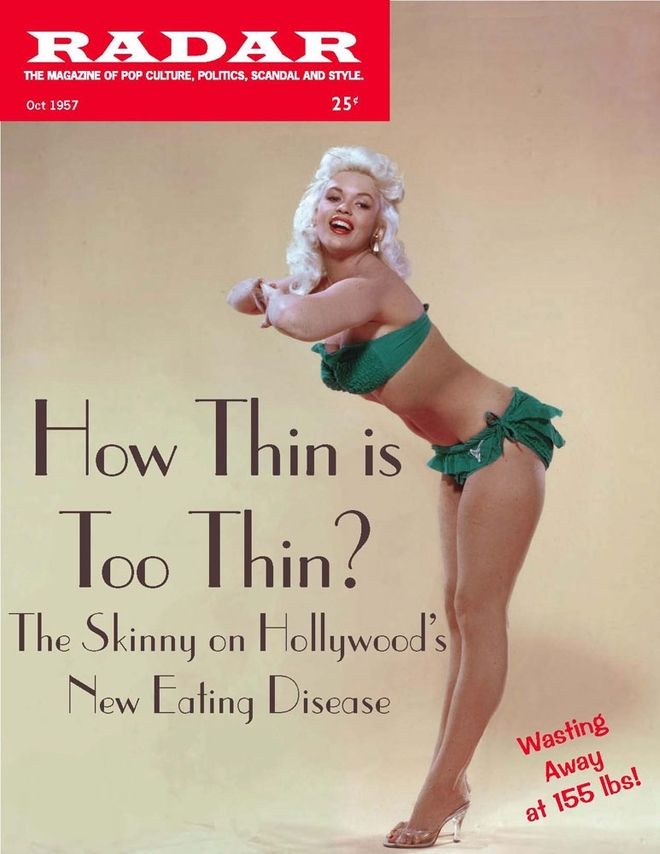 RADAR
THE MAGAZINE OF POP CULTURE, POLITICS, SCANDAL AND STYLE.
Oct 1957 25¢
How Thin is
Too Thin?
The Skinny on Hollywood's
New Eating Disease
Wasting
Away
at 155 lbs!